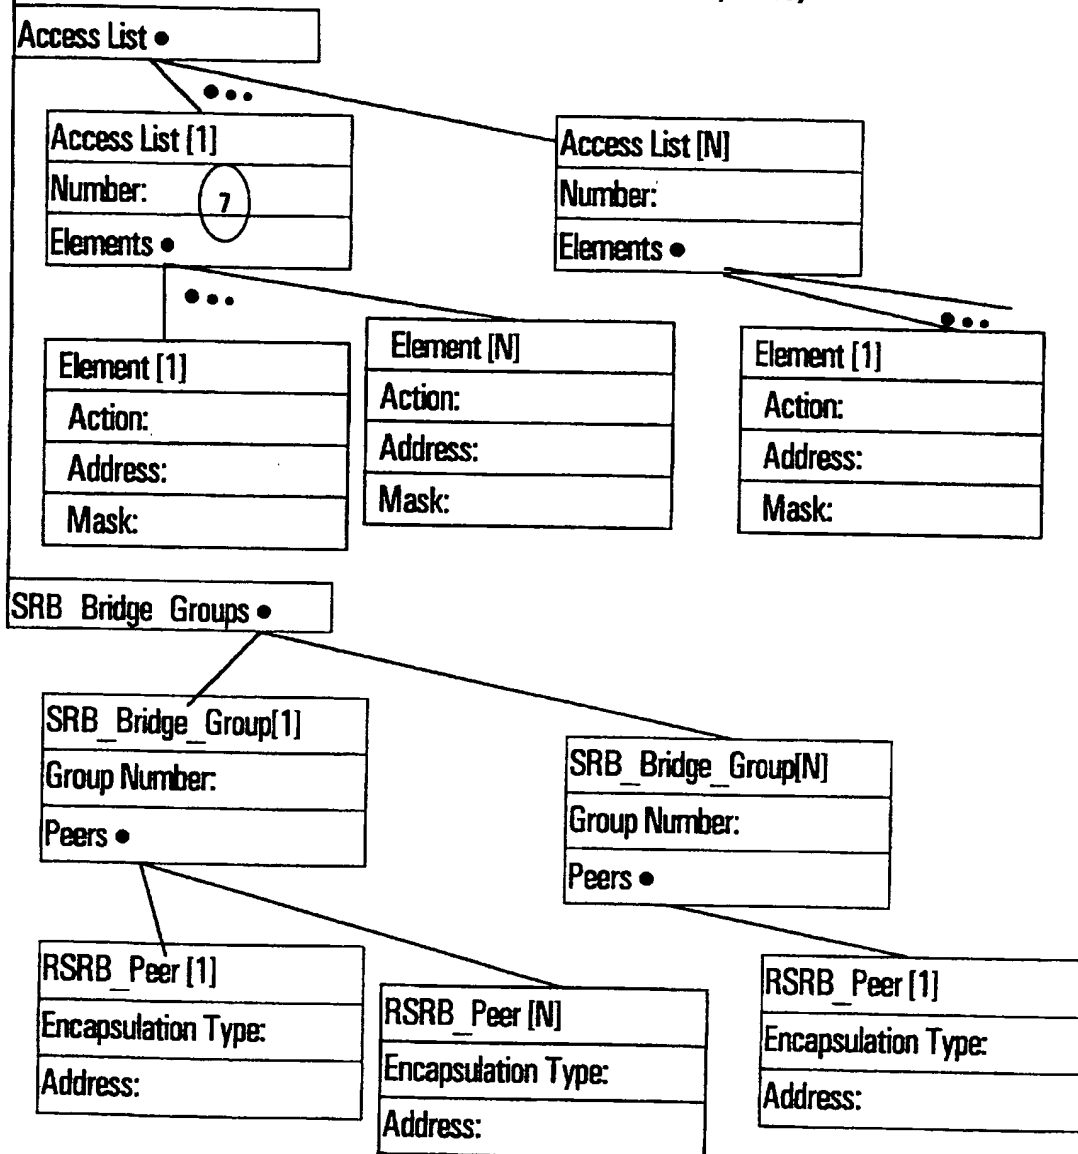 Access List
Access List [1]
Number:
7
Elements
Access List [N]
Number:
Elements
Element [1]
Action:
Address:
Mask:
Element [N]
Action:
Address:
Mask:
Element [1]
Action:
Address:
Mask:
SRB Bridge Groups
SRB_Bridge_Group[1]
Group Number:
Peers
SRB_Bridge_Group[N]
Group Number:
Peers
RSRB_Peer [1]
Encapsulation Type:
Address:
RSRB_Peer [N]
Encapsulation Type:
Address:
RSRB_Peer [1]
Encapsulation Type:
Address: